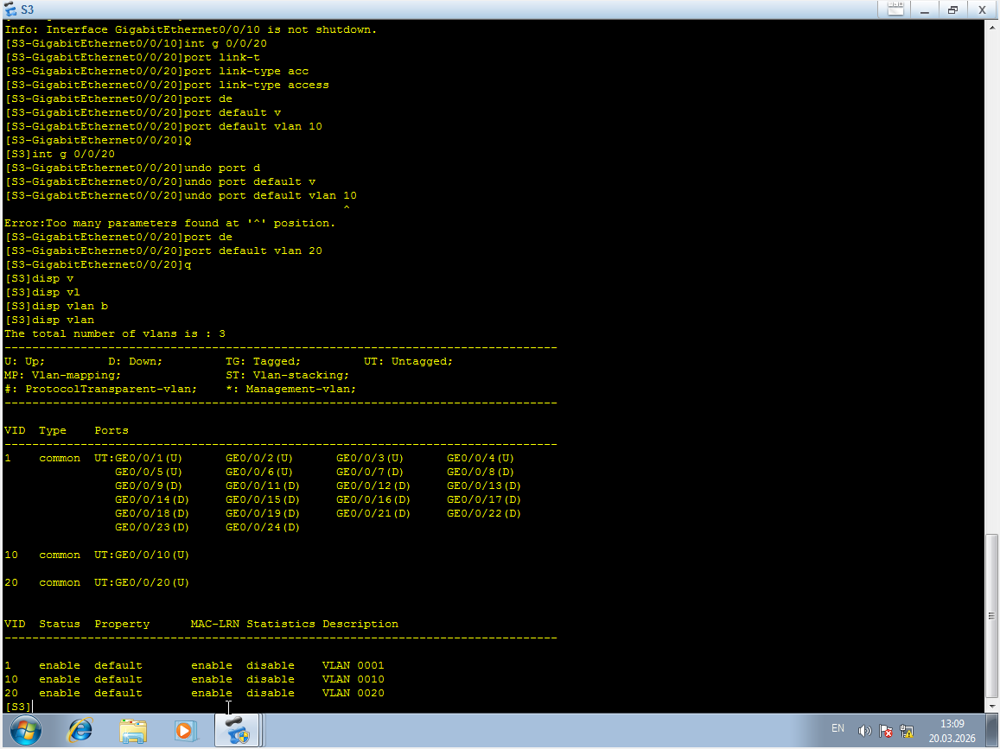 S3
Info: Interface GigabitEthernet0/0/10 is not shutdown.
[S3-GigabitEthernet0/0/10]int g 0/0/20
[S3-GigabitEthernet0/0/20]port link-t
[S3-GigabitEthernet0/0/20]port link-type acc
[S3-GigabitEthernet0/0/20]port link-type access
[S3-GigabitEthernet0/0/20]port de
[S3-GigabitEthernet0/0/20]port default v
[S3-GigabitEthernet0/0/20]port default vlan 10
[S3-GigabitEthernet0/0/20]Q
[S3]int g 0/0/20
[S3-GigabitEthernet0/0/20]undo port d
[S3-GigabitEthernet0/0/20]undo port default v
[S3-GigabitEthernet0/0/20]undo port default vlan 10
^
Error:Too many parameters found at '^' position.
[S3-GigabitEthernet0/0/20]port de
[S3-GigabitEthernet0/0/20]port default vlan 20
[S3-GigabitEthernet0/0/20]q
[S3]disp v
[S3]disp vl
[S3]disp vlan b
[S3]disp vlan
The total number of vlans is : 3
--------------------------------------------------------------------------------
U: Up; D: Down; TG: Tagged; UT: Untagged;
MP: Vlan-mapping; ST: Vlan-stacking;
#: ProtocolTransparent-vlan; *: Management-vlan;
--------------------------------------------------------------------------------
VID Type Ports
--------------------------------------------------------------------------------
1 common UT:GE0/0/1(U) GE0/0/2(U) GE0/0/3(U) GE0/0/4(U)
GE0/0/5(U) GE0/0/6(U) GE0/0/7(D) GE0/0/8(D)
GE0/0/9(D) GE0/0/11(D) GE0/0/12(D) GE0/0/13(D)
GE0/0/14(D) GE0/0/15(D) GE0/0/16(D) GE0/0/17(D)
GE0/0/18(D) GE0/0/19(D) GE0/0/21(D) GE0/0/22(D)
GE0/0/23(D) GE0/0/24(D)
10 common UT:GE0/0/10(U)
20 common UT:GE0/0/20(U)
VID Status Property MAC-LRN Statistics Description
--------------------------------------------------------------------------------
1 enable default enable disable VLAN 0001
10 enable default enable disable VLAN 0010
20 enable default enable disable VLAN 0020
[S3]
EN
13:09
20.03.2026